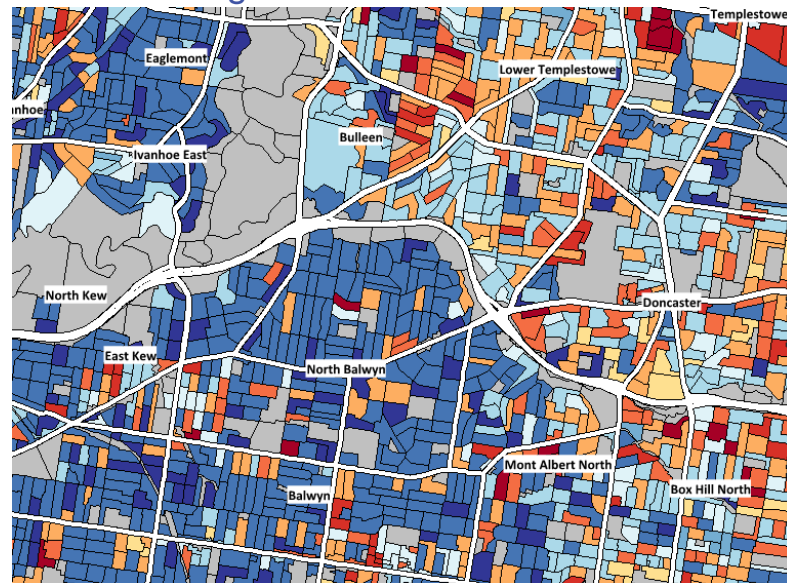 Templestowe
Eaglemont
Lower Templestowe
Bulleen
Ivanhoe East
North Kew
Doncaster
East Kew
North Balwyn
Mont Albert North
Balwyn
Box Hill North